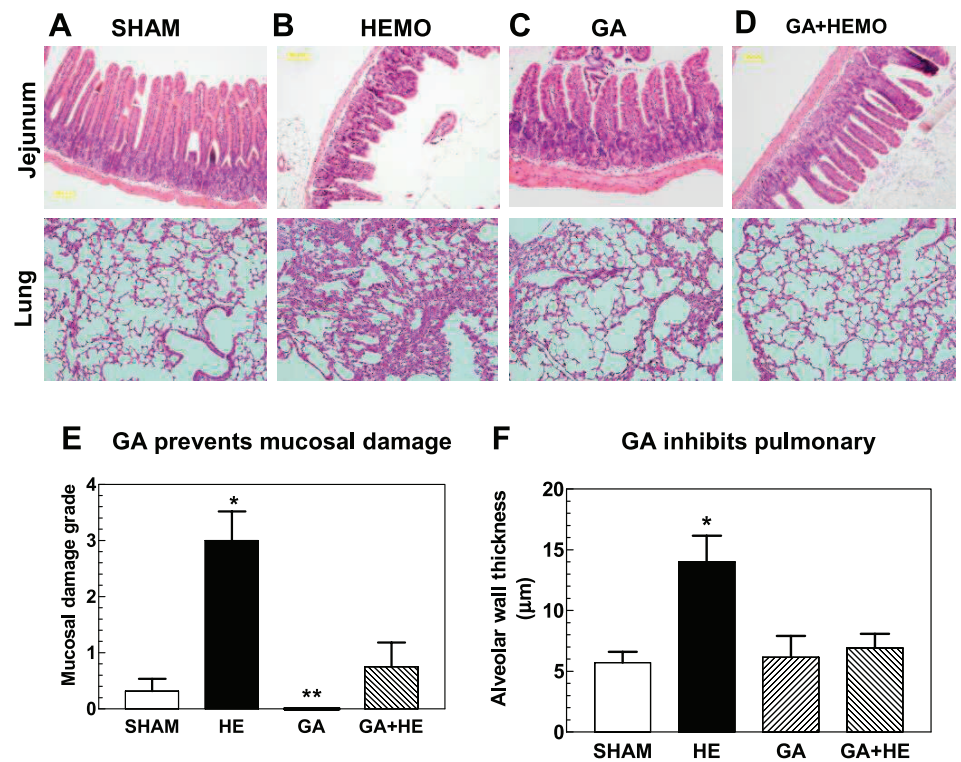 A SHAM
B HEMO
C GA
D GA+HEMO
Jejunum
Lung
E GA prevents mucosal damage
Mucosal damage grade
4
3
2
1
0
*
**
SHAM HE GA GA+HE
F GA inhibits pulmonary
Alveolar wall thickness
(μm)
20
15
10
5
0
*
SHAM HE GA GA+HE